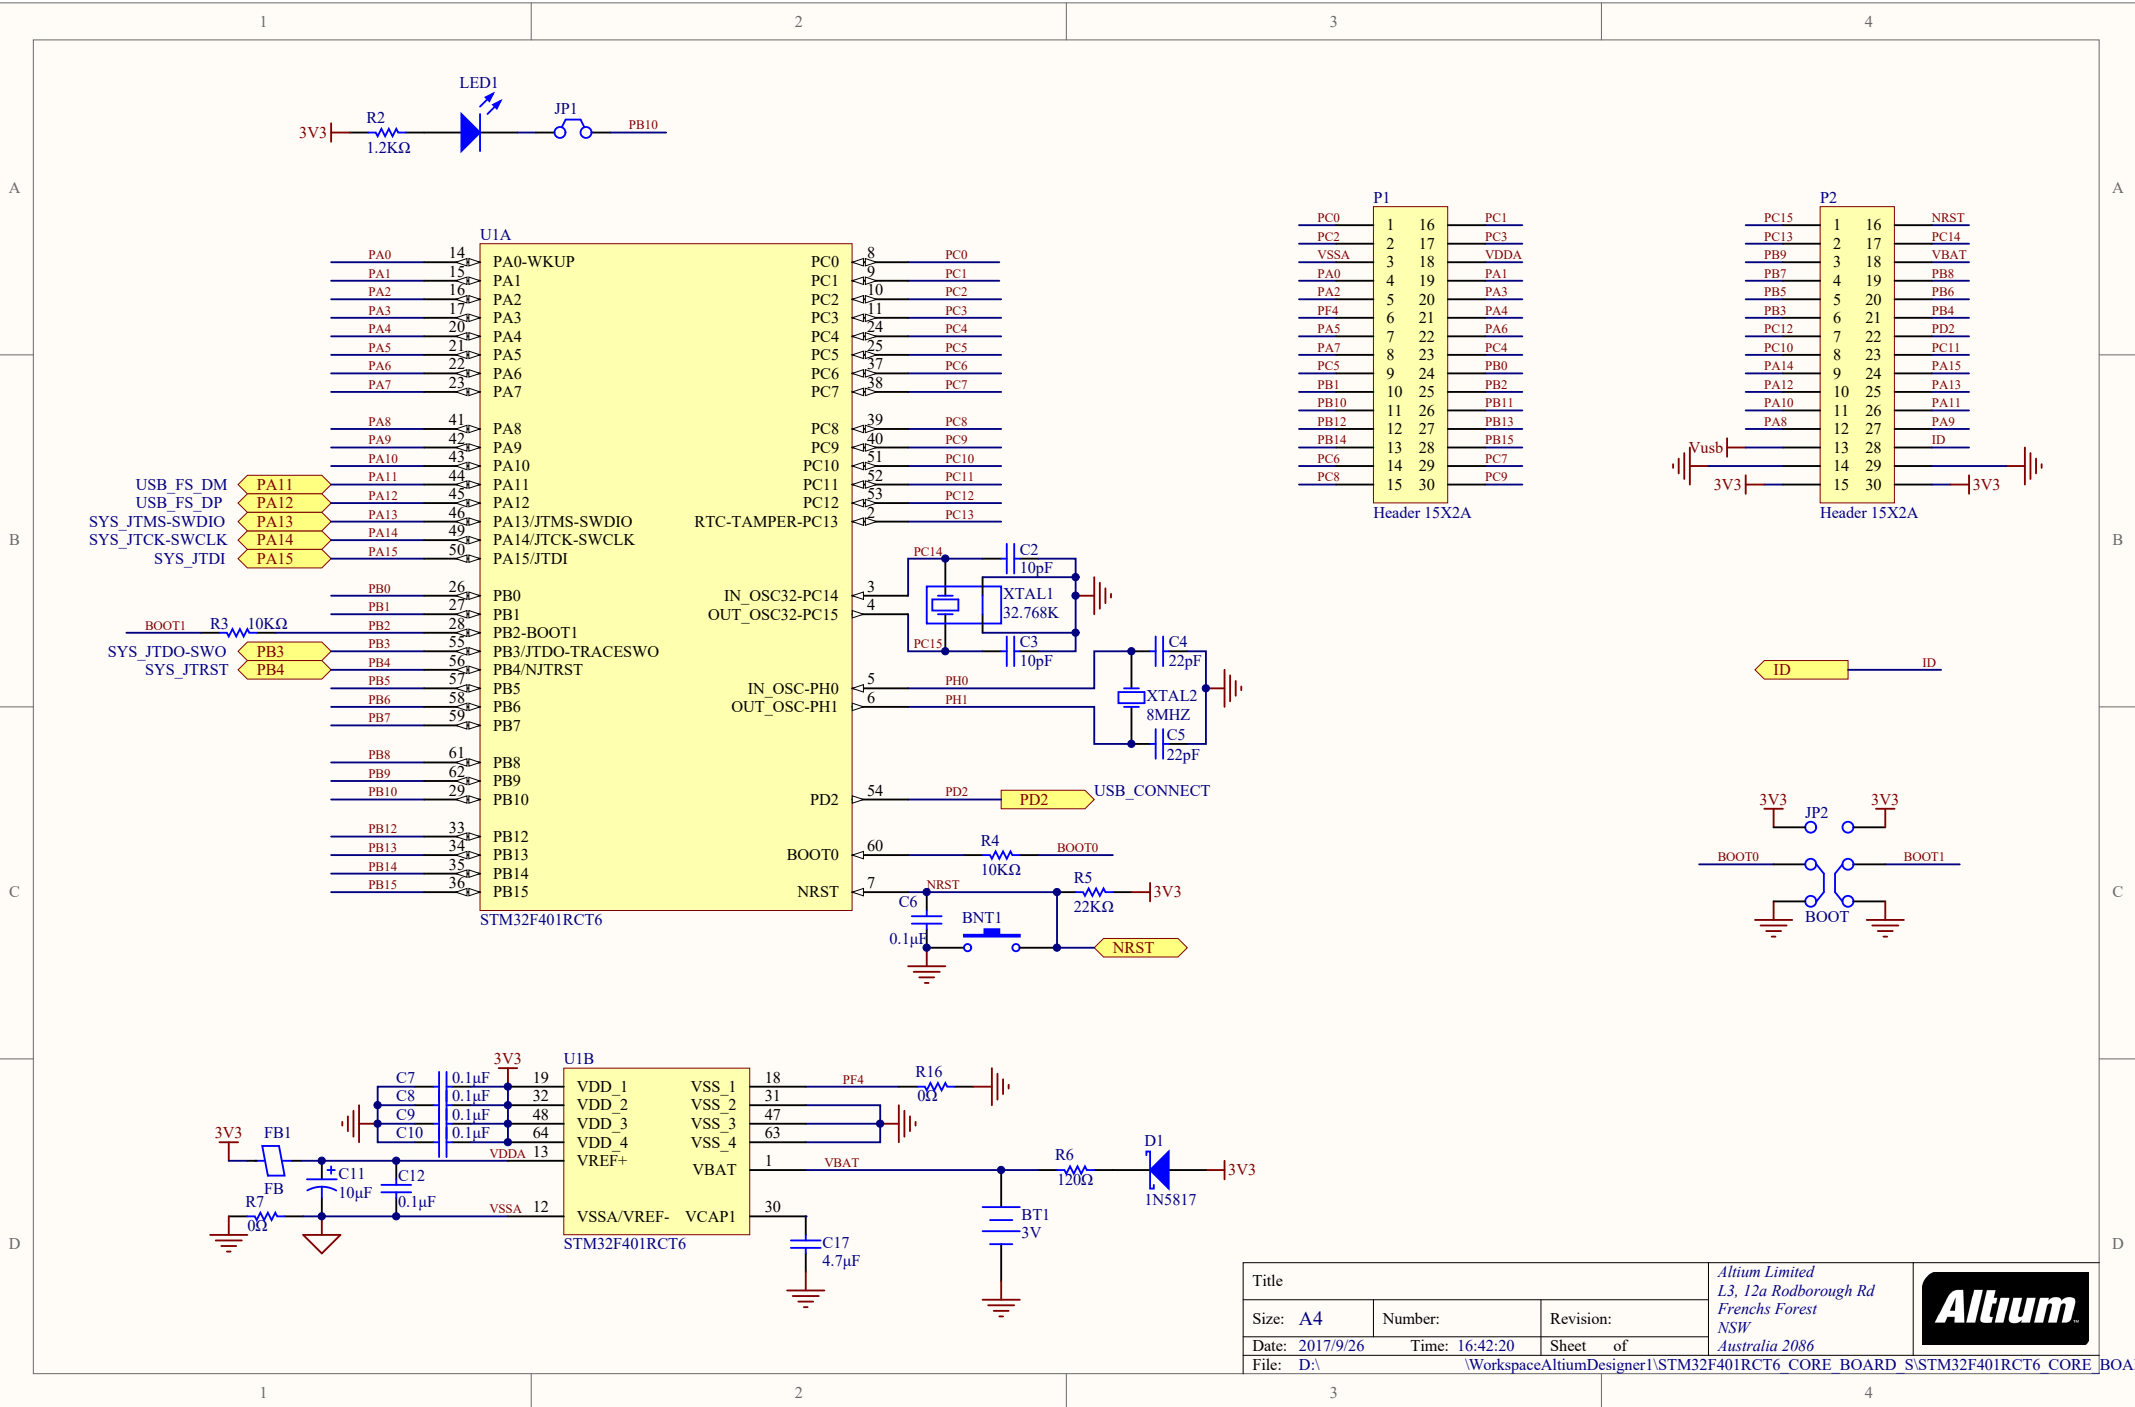 1 2 3 4
A A
B B
C C
D D
LED1
3V3 R2 JP1 PB10
1.2KΩ
U1A
PA0 14 PA0-WKUP PC0 8 PC0
PA1 15 PA1 PC1 9 PC1
PA2 16 PA2 PC2 10 PC2
PA3 17 PA3 PC3 11 PC3
PA4 20 PA4 PC4 24 PC4
PA5 21 PA5 PC5 25 PC5
PA6 22 PA6 PC6 37 PC6
PA7 23 PA7 PC7 38 PC7
PA8 41 PA8 PC8 39 PC8
PA9 42 PA9 PC9 40 PC9
PA10 43 PA10 PC10 51 PC10
USB_FS_DM PA11 PA11 44 PA11 PC11 52 PC11
USB_FS_DP PA12 PA12 45 PA12 PC12 53 PC12
SYS_JTMS-SWDIO PA13 PA13 46 PA13/JTMS-SWDIO RTC-TAMPER-PC13 2 PC13
SYS_JTCK-SWCLK PA14 PA14 49 PA14/JTCK-SWCLK
SYS_JTDI PA15 PA15 50 PA15/JTDI
PB0 26 PB0 IN_OSC32-PC14 3
PB1 27 PB1 OUT_OSC32-PC15 4
BOOT1 R3 10KΩ PB2 28 PB2-BOOT1
SYS_JTDO-SWO PB3 PB3 55 PB3/JTDO-TRACESWO
SYS_JTRST PB4 PB4 56 PB4/NJTRST
PB5 57 PB5 IN_OSC-PH0 5 PH0
PB6 58 PB6 OUT_OSC-PH1 6 PH1
PB7 59 PB7
PB8 61 PB8
PB9 62 PB9
PB10 29 PB10 PD2 54 PD2 PD2 USB_CONNECT
PB12 33 PB12
PB13 34 PB13 BOOT0 60 R4 BOOT0
10KΩ
PB14 35 PB14
PB15 36 PB15 NRST 7 NRST R5 3V3
22KΩ
STM32F401RCT6
C6
0.1µF
BNT1
NRST
PC14 C2
10pF
XTAL1
32.768K
PC15 C3
10pF
C4
22pF
XTAL2
8MHZ
C5
22pF
P1
PC0 1 16 PC1
PC2 2 17 PC3
VSSA 3 18 VDDA
PA0 4 19 PA1
PA2 5 20 PA3
PF4 6 21 PA4
PA5 7 22 PA6
PA7 8 23 PC4
PC5 9 24 PB0
PB1 10 25 PB2
PB10 11 26 PB11
PB12 12 27 PB13
PB14 13 28 PB15
PC6 14 29 PC7
PC8 15 30 PC9
Header 15X2A
P2
PC15 1 16 NRST
PC13 2 17 PC14
PB9 3 18 VBAT
PB7 4 19 PB8
PB5 5 20 PB6
PB3 6 21 PB4
PC12 7 22 PD2
PC10 8 23 PC11
PA14 9 24 PA15
PA12 10 25 PA13
PA10 11 26 PA11
PA8 12 27 PA9
Vusb 13 28 ID
14 29
3V3 15 30 3V3
Header 15X2A
ID ID
3V3 JP2 3V3
BOOT0 BOOT1
BOOT
3V3 U1B
C7 0.1µF 19 VDD_1 VSS_1 18 PF4 R16
0Ω
C8 0.1µF 32 VDD_2 VSS_2 31
C9 0.1µF 48 VDD_3 VSS_3 47
C10 0.1µF 64 VDD_4 VSS_4 63
3V3 FB1 VDDA 13 VREF+
FB
VBAT 1 VBAT R6 D1 3V3
120Ω 1N5817
+ C11 C12
10µF 0.1µF
R7 VSSA 12 VSSA/VREF- VCAP1 30
0Ω
STM32F401RCT6
C17
4.7µF
BT1
3V
Title
Size: A4 Number: Revision:
Date: 2017/9/26 Time: 16:42:20 Sheet of
File: D:\ \WorkspaceAltiumDesigner1\STM32F401RCT6_CORE_BOARD_S\STM32F401RCT6_CORE_BOA
Altium Limited
L3, 12a Rodborough Rd
Frenchs Forest
NSW
Australia 2086
Altium
1 2 3 4